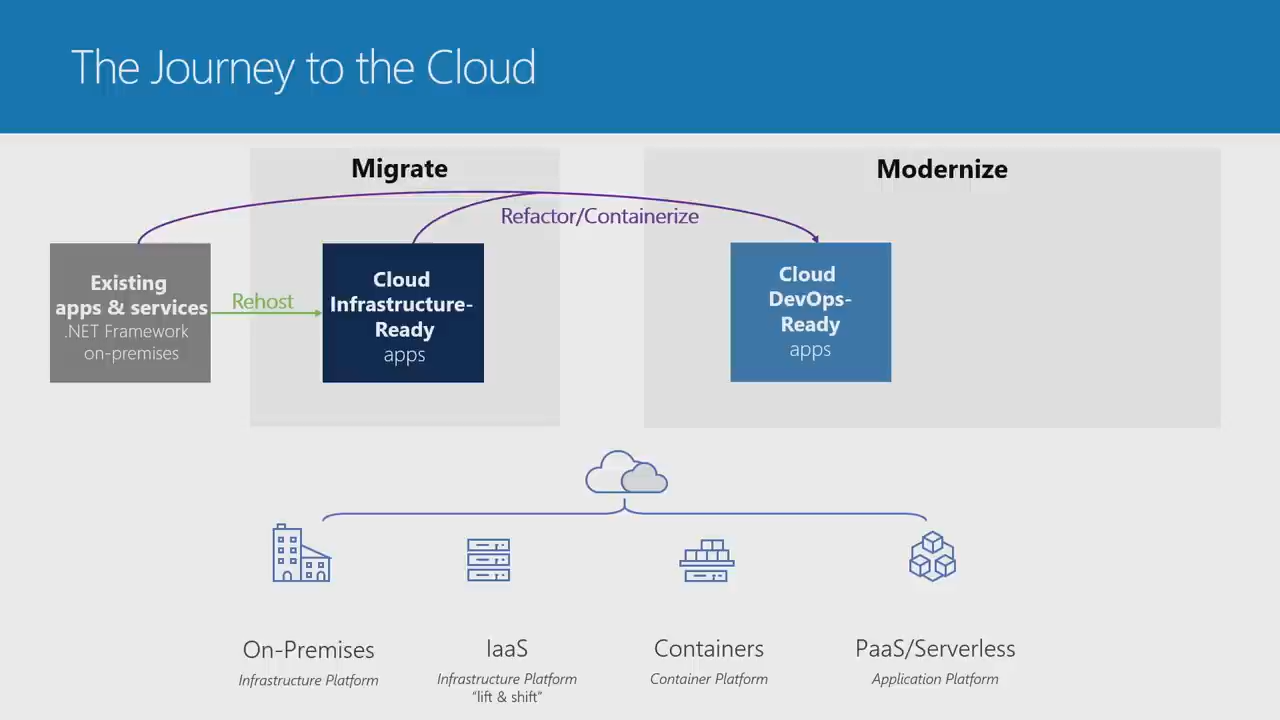 The Journey to the Cloud
Migrate
Modernize
Refactor/Containerize
Existing
apps & services
.NET Framework
on-premises
Rehost
Cloud
Infrastructure-
Ready
apps
Cloud
DevOps-
Ready
apps
On-Premises
Infrastructure Platform
IaaS
Infrastructure Platform
"lift & shift"
Containers
Container Platform
PaaS/Serverless
Application Platform